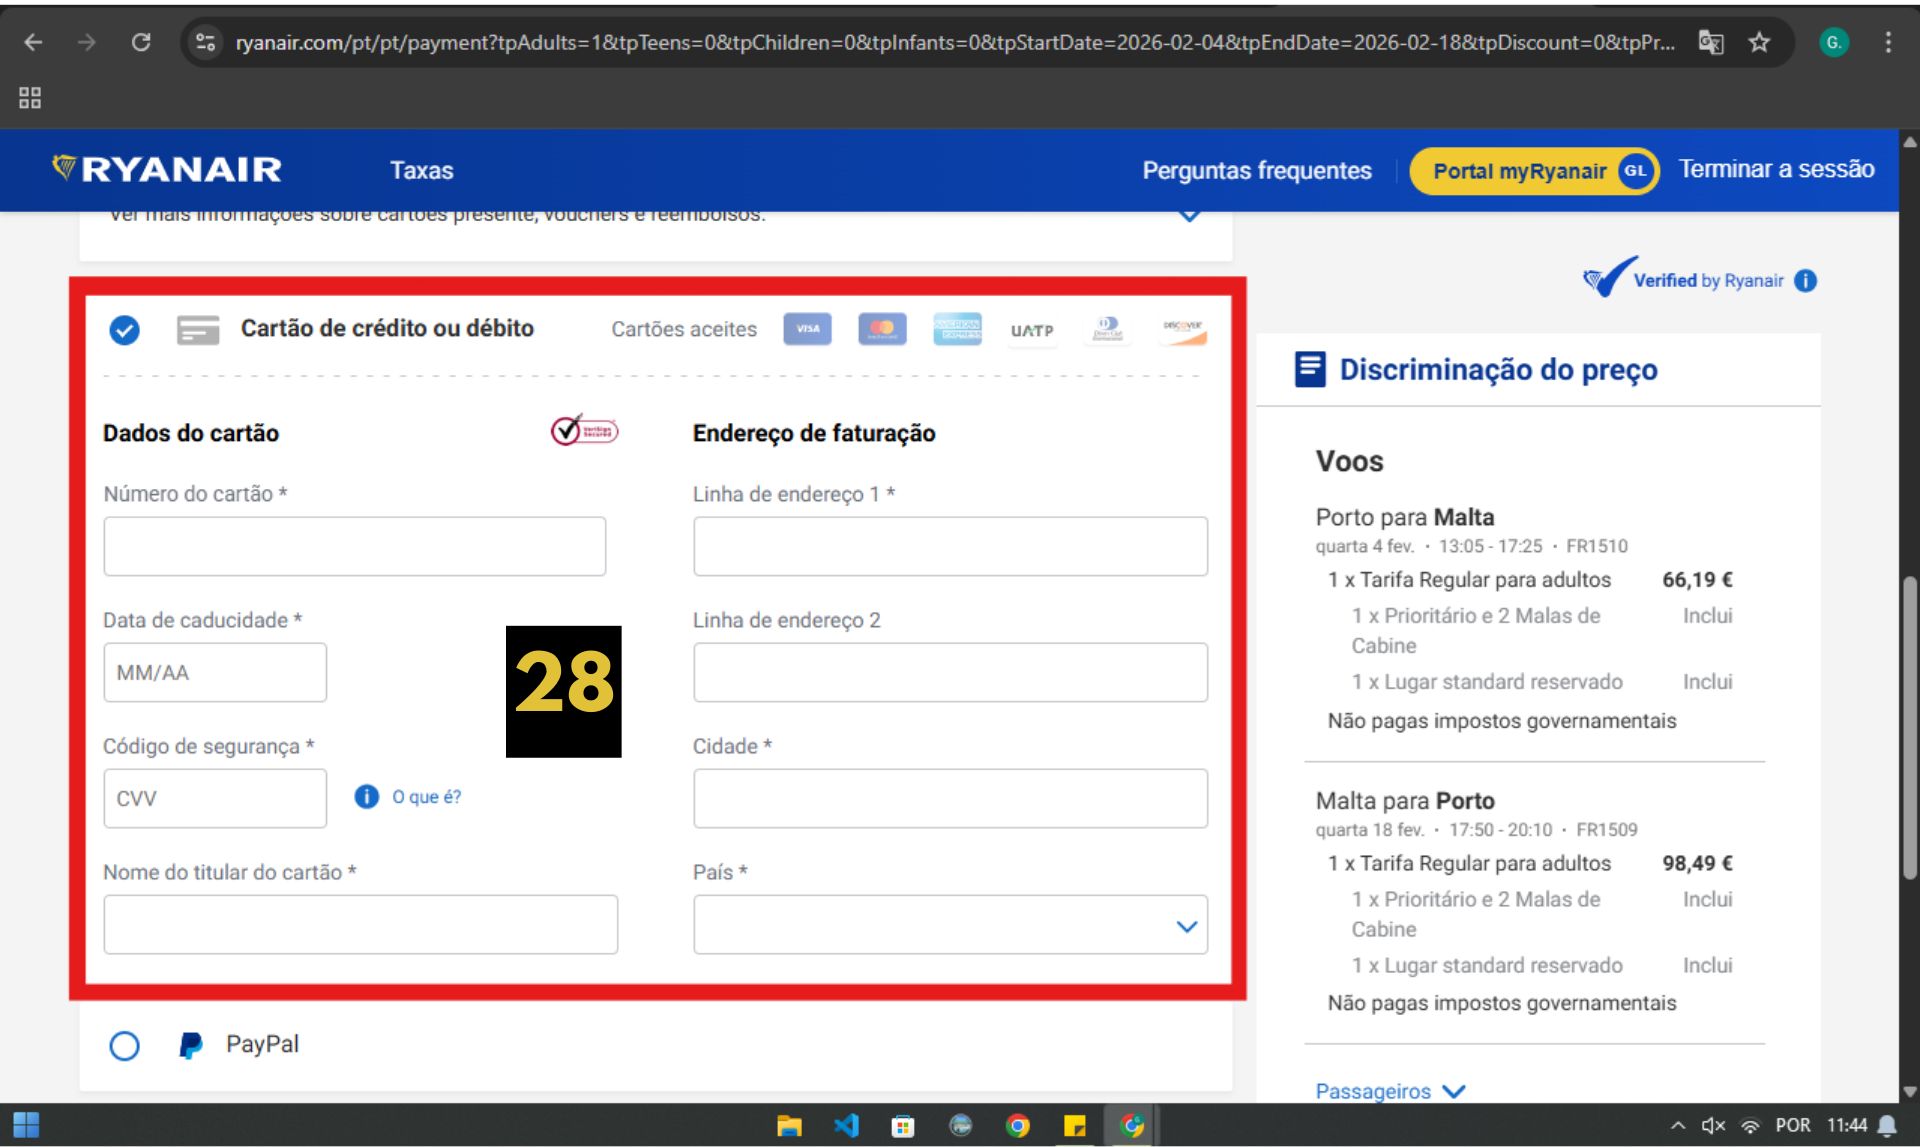 ryanair.com/pt/pt/payment?tpAdults=1&tpTeens=0&tpChildren=0&tpInfants=0&tpStartDate=2026-02-04&tpEndDate=2026-02-18&tpDiscount=0&tpPr...
G.
RYANAIR
Taxas
Perguntas frequentes
Portal myRyanair
GL
Terminar a sessão
Ver mais informações sobre cartões presente, vouchers e reembolsos.
Verified by Ryanair
Cartão de crédito ou débito
Cartões aceites
VISA
AMERICAN EXPRESS
UATP
Diners Club International
DISCOVER
Dados do cartão
VeriSign Secured
Número do cartão *
Data de caducidade *
MM/AA
28
Código de segurança *
CVV
O que é?
Nome do titular do cartão *
Endereço de faturação
Linha de endereço 1 *
Linha de endereço 2
Cidade *
País *
PayPal
Discriminação do preço
Voos
Porto para Malta
quarta 4 fev. · 13:05 - 17:25 · FR1510
1 x Tarifa Regular para adultos 66,19 €
1 x Prioritário e 2 Malas de Cabine Inclui
1 x Lugar standard reservado Inclui
Não pagas impostos governamentais
Malta para Porto
quarta 18 fev. · 17:50 - 20:10 · FR1509
1 x Tarifa Regular para adultos 98,49 €
1 x Prioritário e 2 Malas de Cabine Inclui
1 x Lugar standard reservado Inclui
Não pagas impostos governamentais
Passageiros
POR
11:44